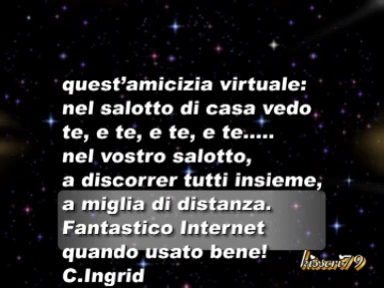 quest'amicizia virtuale:
nel salotto di casa vedo
te, e te, e te, e te.....
nel vostro salotto,
a discorrer tutti insieme,
a miglia di distanza.
Fantastico Internet
quando usato bene!
C.Ingrid